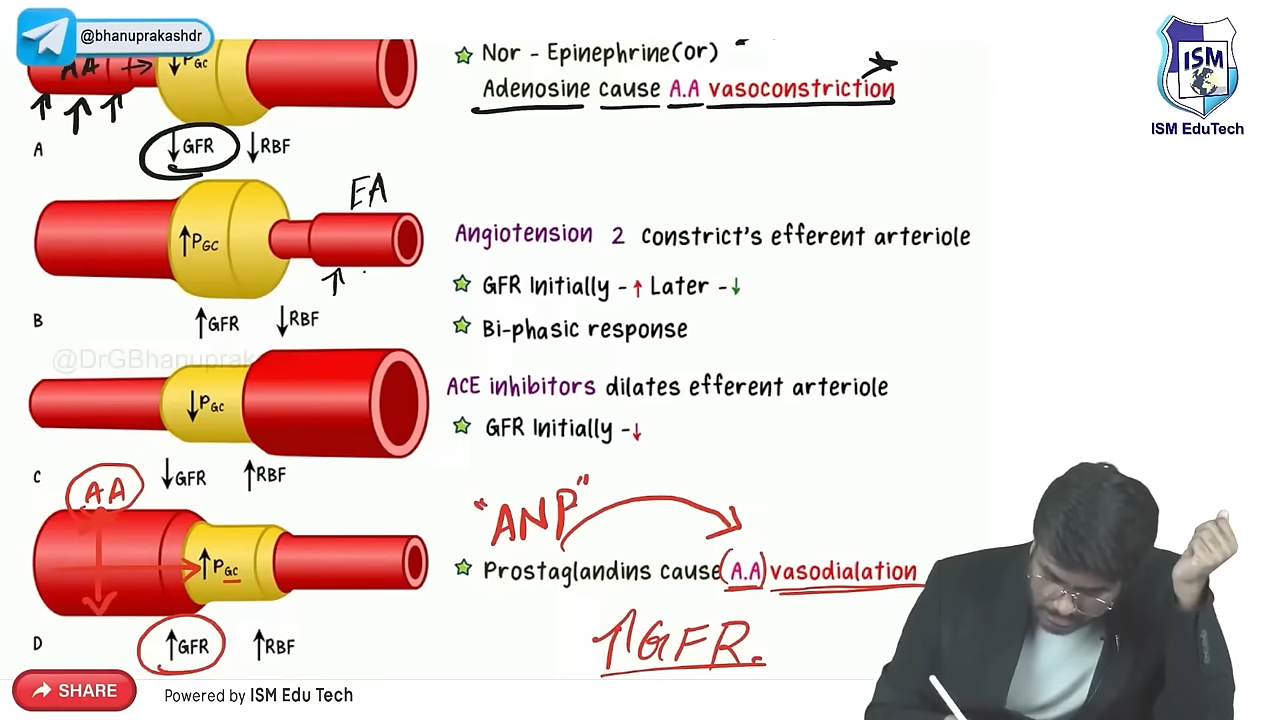 @bhanuprakashdr
ISM
ISM EduTech
AA
↓PGC
↓GFR ↓RBF
A
☆ Nor - Epinephrine(or)
Adenosine cause A.A vasoconstriction
EA
↑PGC
↑GFR ↓RBF
B
Angiotension 2 Constrict's efferent arteriole
☆ GFR Initially - ↑ Later - ↓
☆ Bi-phasic response
@DrGBhanuprak
↓PGC
↓GFR ↑RBF
C
ACE inhibitors dilates efferent arteriole
☆ GFR Initially -↓
AA
↑PGC
↑GFR ↑RBF
D
"ANP"
☆ Prostaglandins cause (A.A) vasodialation
↑GFR.
SHARE
Powered by ISM Edu Tech